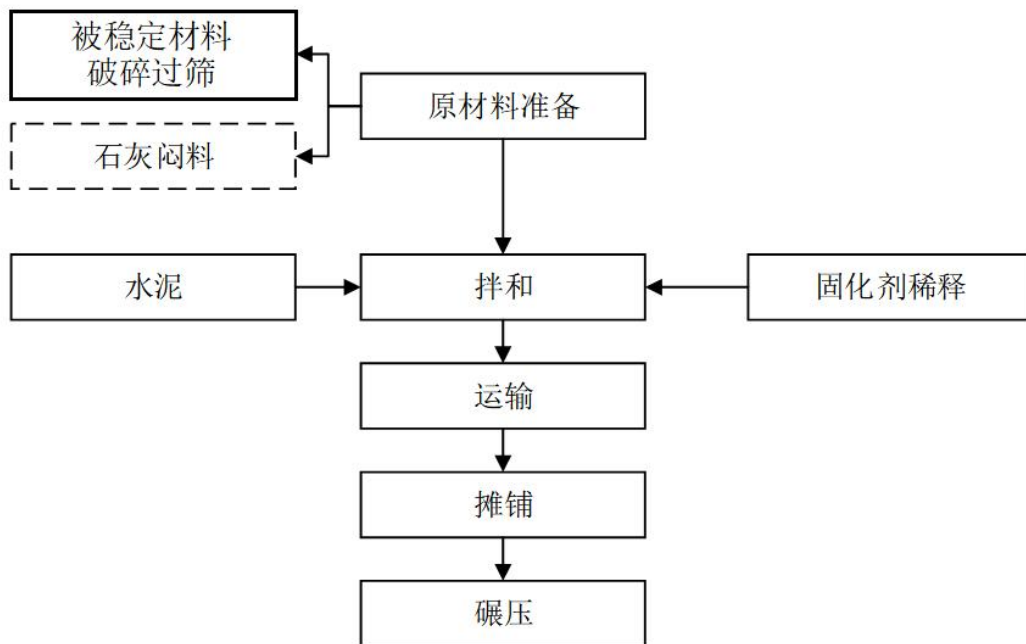 被稳定材料
破碎过筛
原材料准备
石灰闷料
水泥
拌和
固化剂稀释
运输
摊铺
碾压